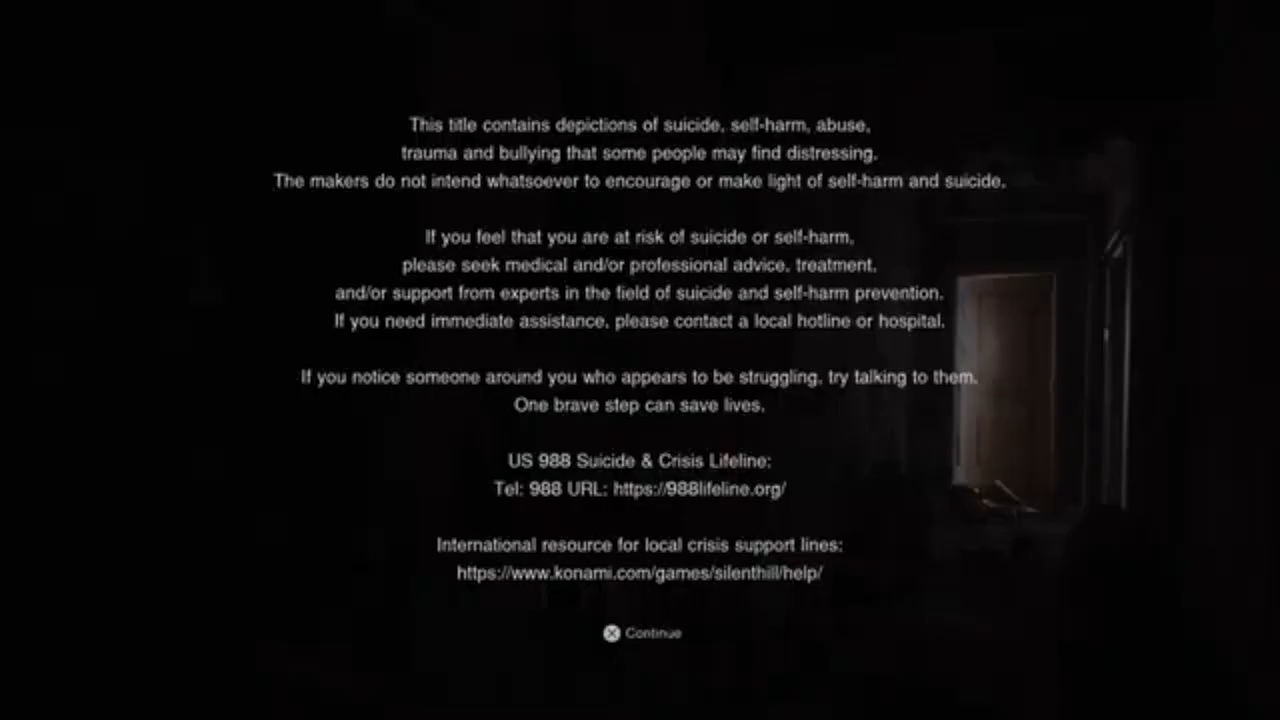 This title contains depictions of suicide, self-harm, abuse,
trauma and bullying that some people may find distressing.
The makers do not intend whatsoever to encourage or make light of self-harm and suicide.
If you feel that you are at risk of suicide or self-harm,
please seek medical and/or professional advice, treatment,
and/or support from experts in the field of suicide and self-harm prevention.
If you need immediate assistance, please contact a local hotline or hospital.
If you notice someone around you who appears to be struggling, try talking to them.
One brave step can save lives.
US 988 Suicide & Crisis Lifeline:
Tel: 988 URL: https://988lifeline.org/
International resource for local crisis support lines:
https://www.konami.com/games/silenthill/help/
Continue